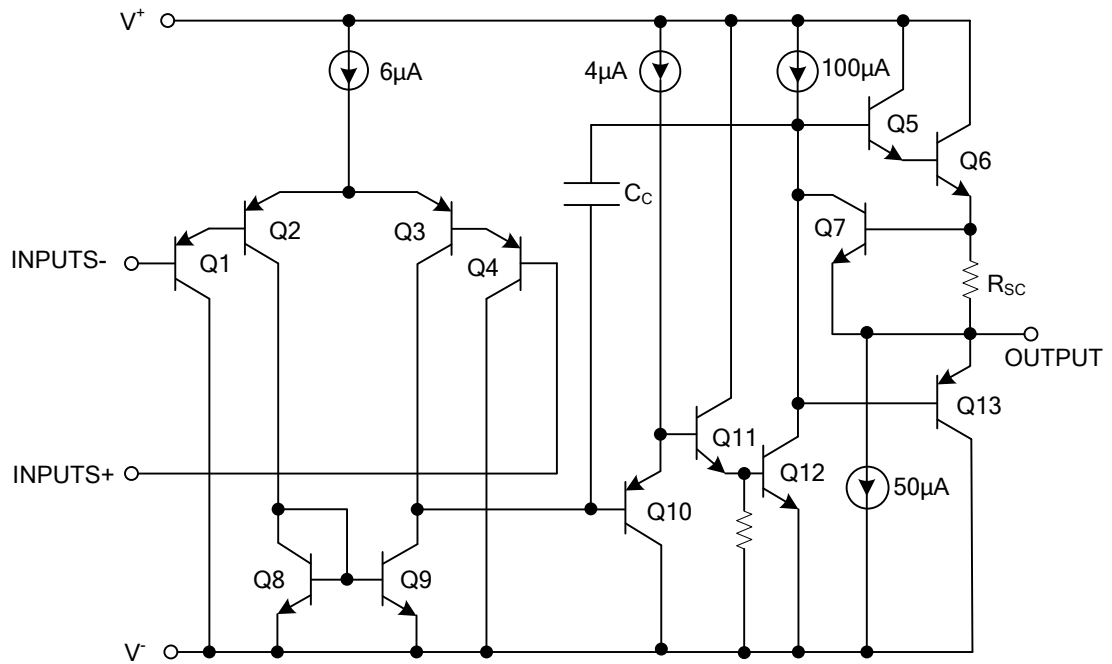 V+
6μA
4μA
100μA
Q5
Q6
CC
Q2
Q3
Q7
INPUTS-
Q1
Q4
RSC
OUTPUT
Q13
Q11
INPUTS+
Q12
50μA
Q10
Q8
Q9
V-